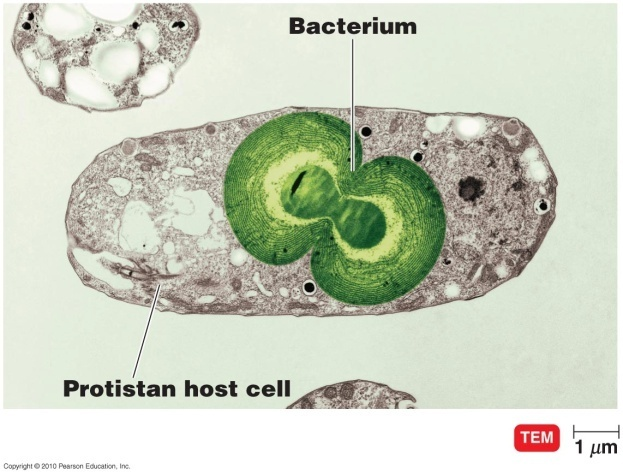 Bacterium
Protistan host cell
TEM
1 μm
Copyright © 2010 Pearson Education, Inc.